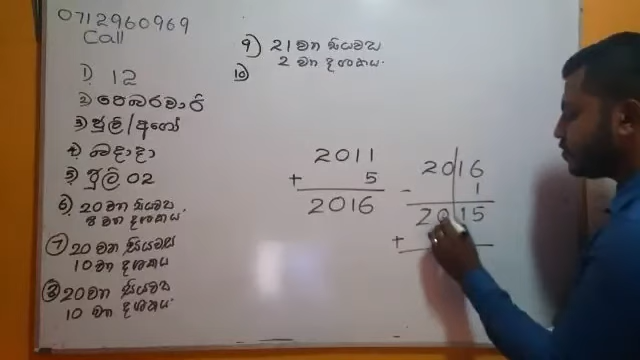 0712960969
Call
1) 12
2) පෙබරවාරි
3) ජූලි/අගෝ
4) බදාදා
5) ජූලි 02
6) 20 වන සියවස
8 වන දශකය.
7) 20 වන සියවස
10 වන දශකය
8) 20 වන සියවස
10 වන දශකය.
9) 21 වන සියවස
2 වන දශකය.
10)
2011
+ 5
2016
2016
- 1
2015
+